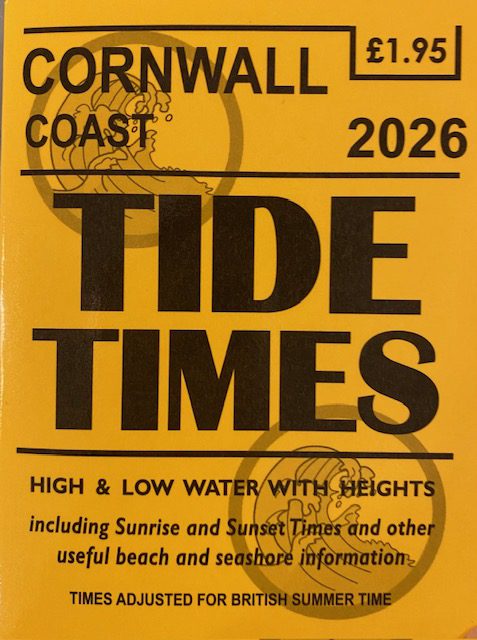 CORNWALL
£1.95
COAST
2026
TIDE
TIMES
HIGH & LOW WATER WITH HEIGHTS
including Sunrise and Sunset Times and other
useful beach and seashore information
TIMES ADJUSTED FOR BRITISH SUMMER TIME